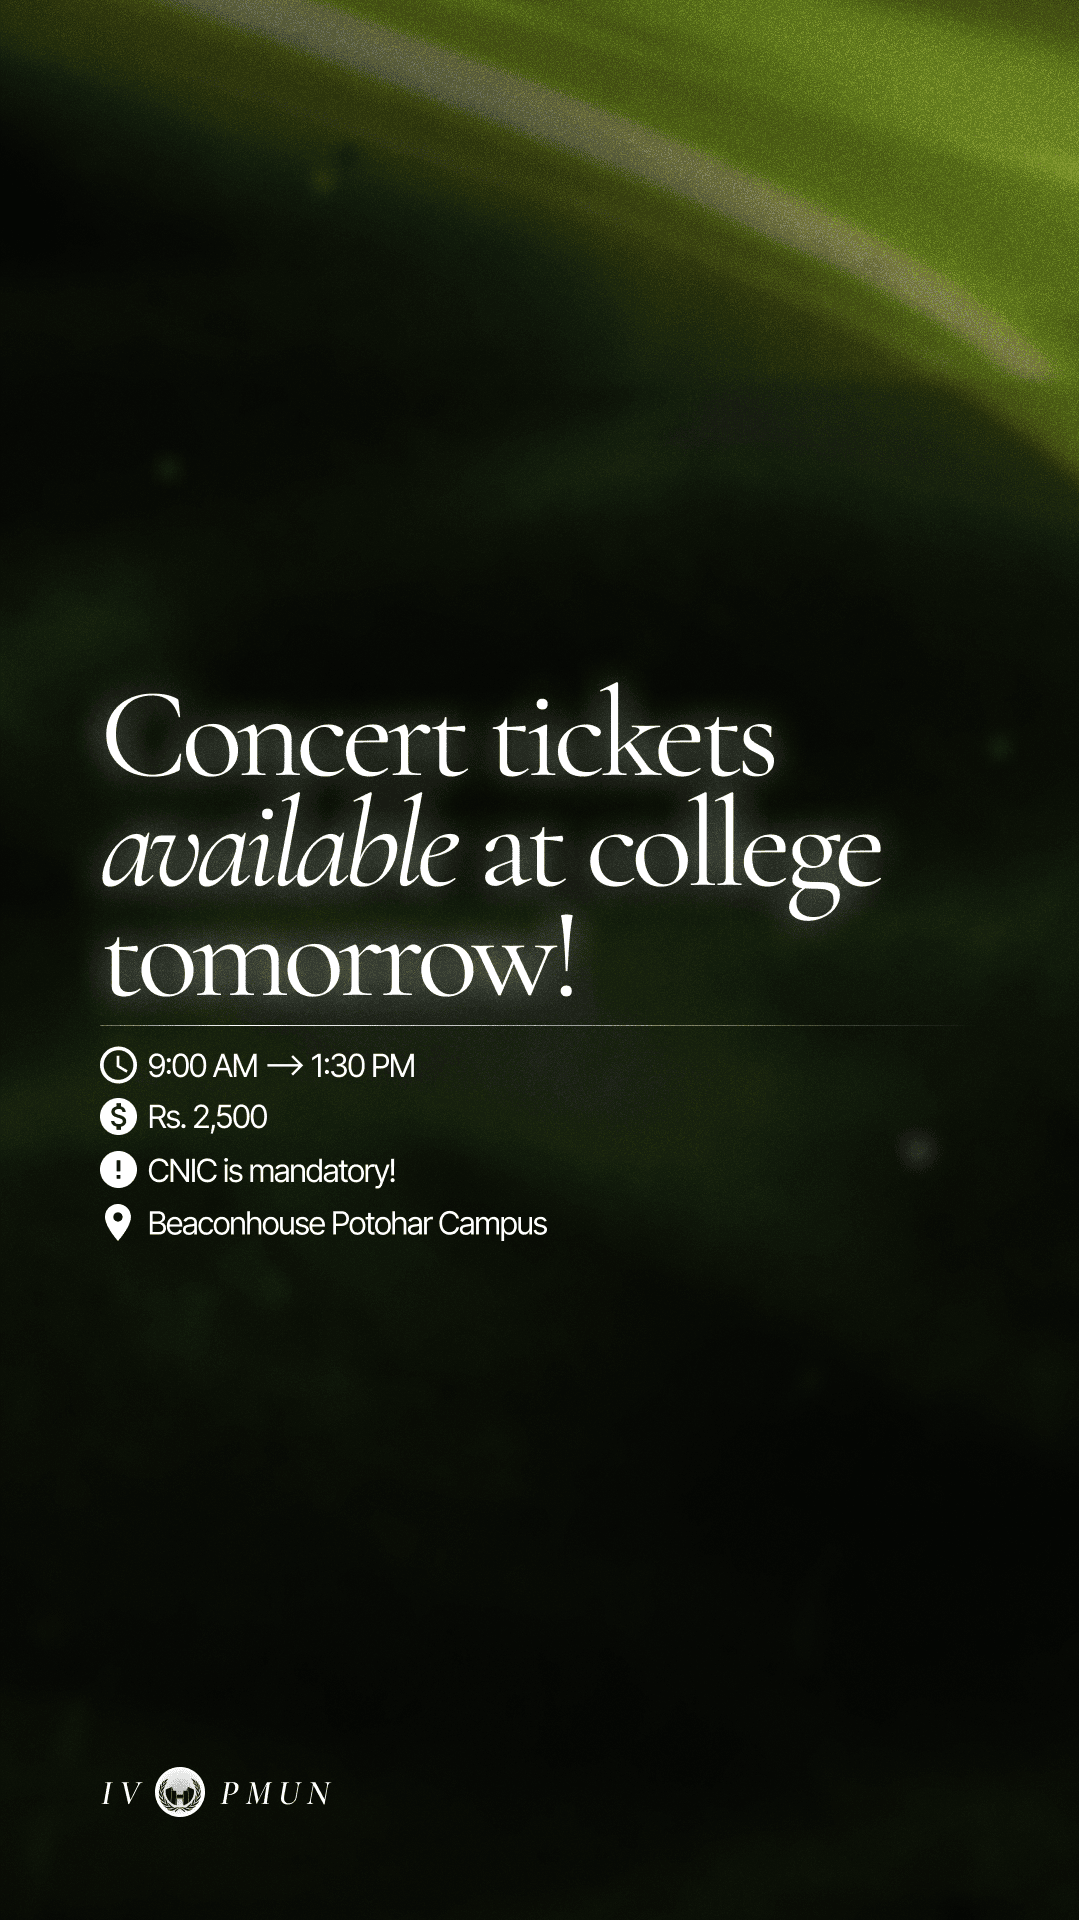 Concert tickets
available at college
tomorrow!
9:00 AM → 1:30 PM
Rs. 2,500
CNIC is mandatory!
Beaconhouse Potohar Campus
IV PMUN